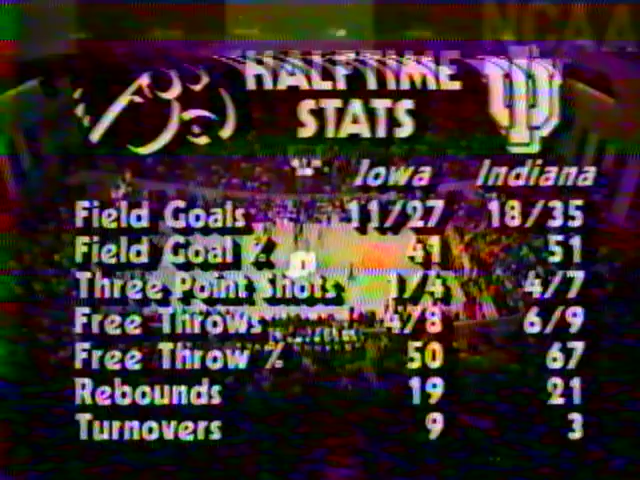 NCAA
HALFTIME
STATS
Iowa Indiana
Field Goals 11/27 18/35
Field Goal % 41 51
Three Point Shots 1/4 4/7
Free Throws 4/8 6/9
Free Throw % 50 67
Rebounds 19 21
Turnovers 9 3